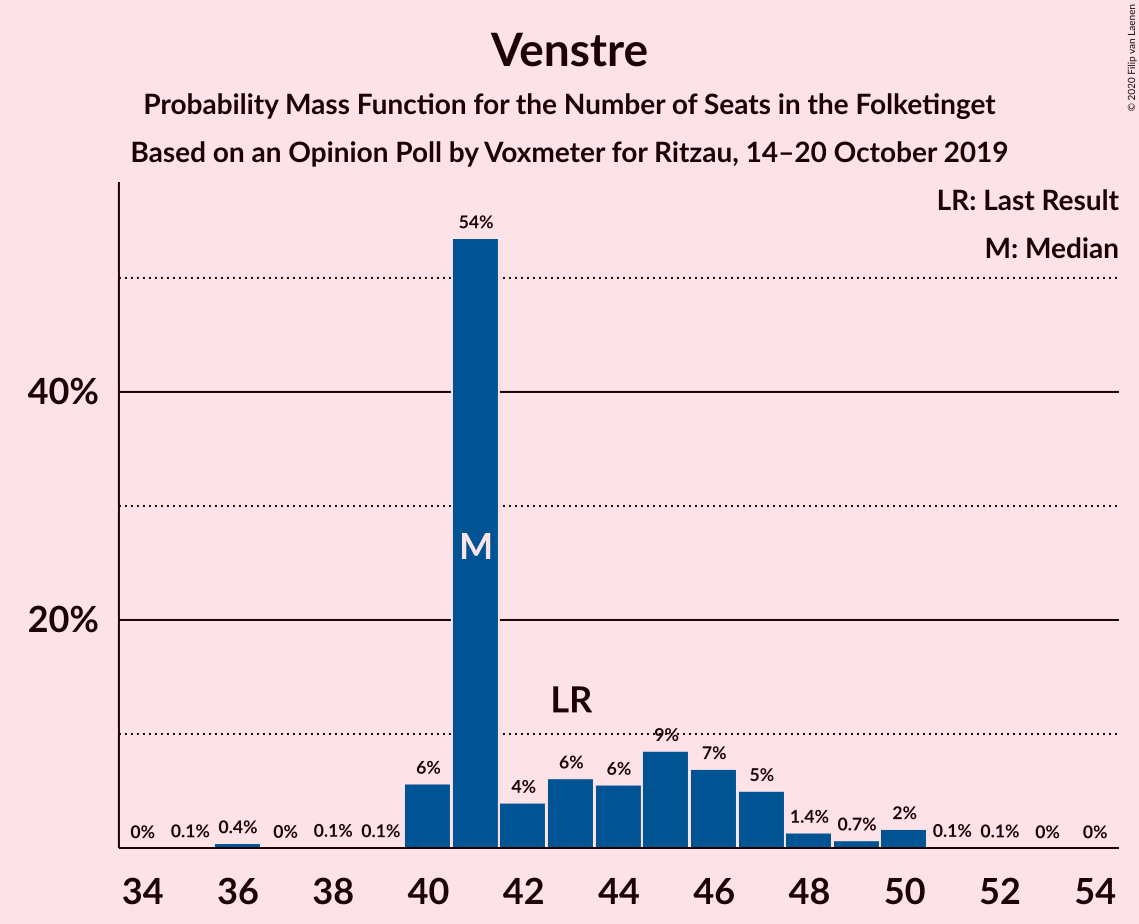 Venstre
Probability Mass Function for the Number of Seats in the Folketinget
Based on an Opinion Poll by Voxmeter for Ritzau, 14–20 October 2019
© 2020 Filip van Laenen
LR: Last Result
M: Median
40%
20%
0%
0.1%
0.4%
0%
0.1%
0.1%
6%
54%
4%
6%
6%
9%
7%
5%
1.4%
0.7%
2%
0.1%
0.1%
0%
0%
M
LR
34 36 38 40 42 44 46 48 50 52 54